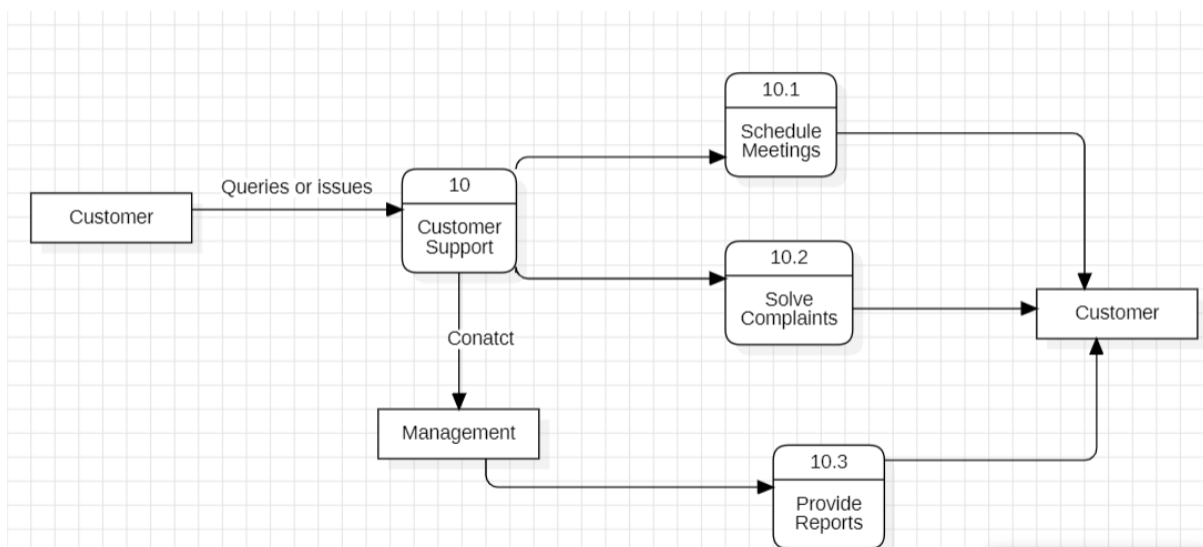 10.1
Schedule
Meetings
Queries or issues
10
Customer
Customer
Support
10.2
Solve
Complaints
Customer
Conatct
Management
10.3
Provide
Reports